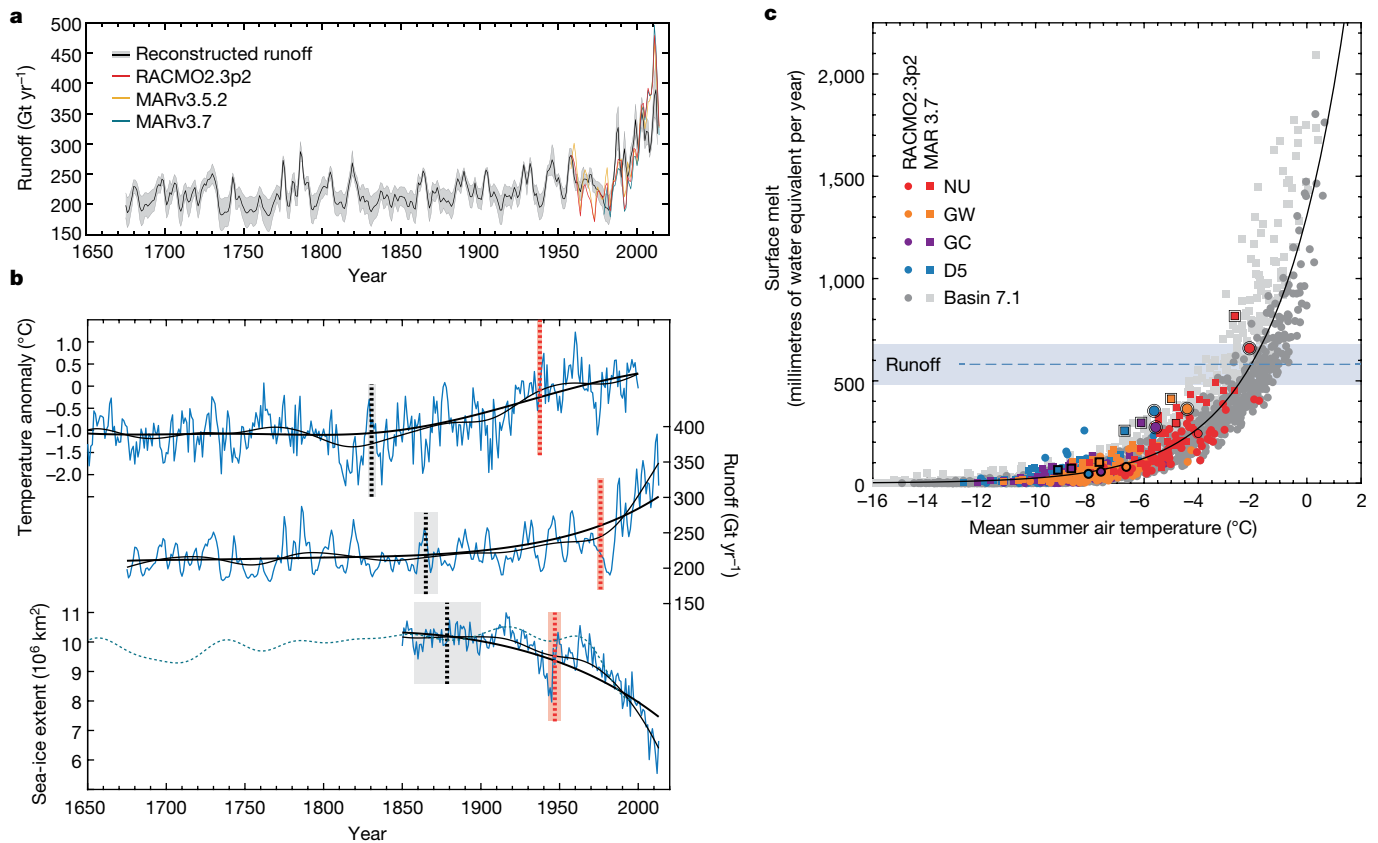 a
500
450
400
350
300
250
200
150
Runoff (Gt yr⁻¹)
Reconstructed runoff
RACMO2.3p2
MARv3.5.2
MARv3.7
1650 1700 1750 1800 1850 1900 1950 2000
Year
b
Temperature anomaly (°C)
1.0
0.5
0
−0.5
−1.0
−1.5
−2.0
400
350
300
250
200
150
Runoff (Gt yr⁻¹)
Sea-ice extent (10⁶ km²)
11
10
9
8
7
6
1650 1700 1750 1800 1850 1900 1950 2000
Year
c
Surface melt
(millimetres of water equivalent per year)
2,000
1,500
1,000
500
0
RACMO2.3p2
MAR 3.7
NU
GW
GC
D5
Basin 7.1
Runoff
−16 −14 −12 −10 −8 −6 −4 −2 0 2
Mean summer air temperature (°C)